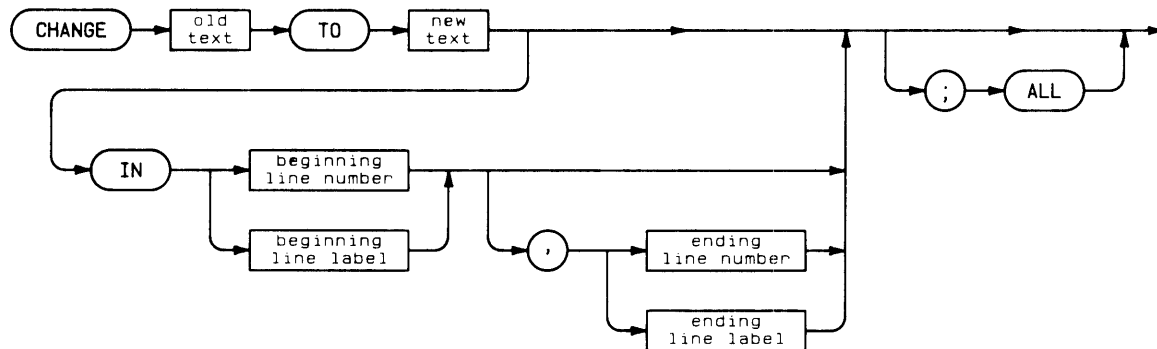 CHANGE
old
text
TO
new
text
;
ALL
IN
beginning
line number
beginning
line label
,
ending
line number
ending
line label